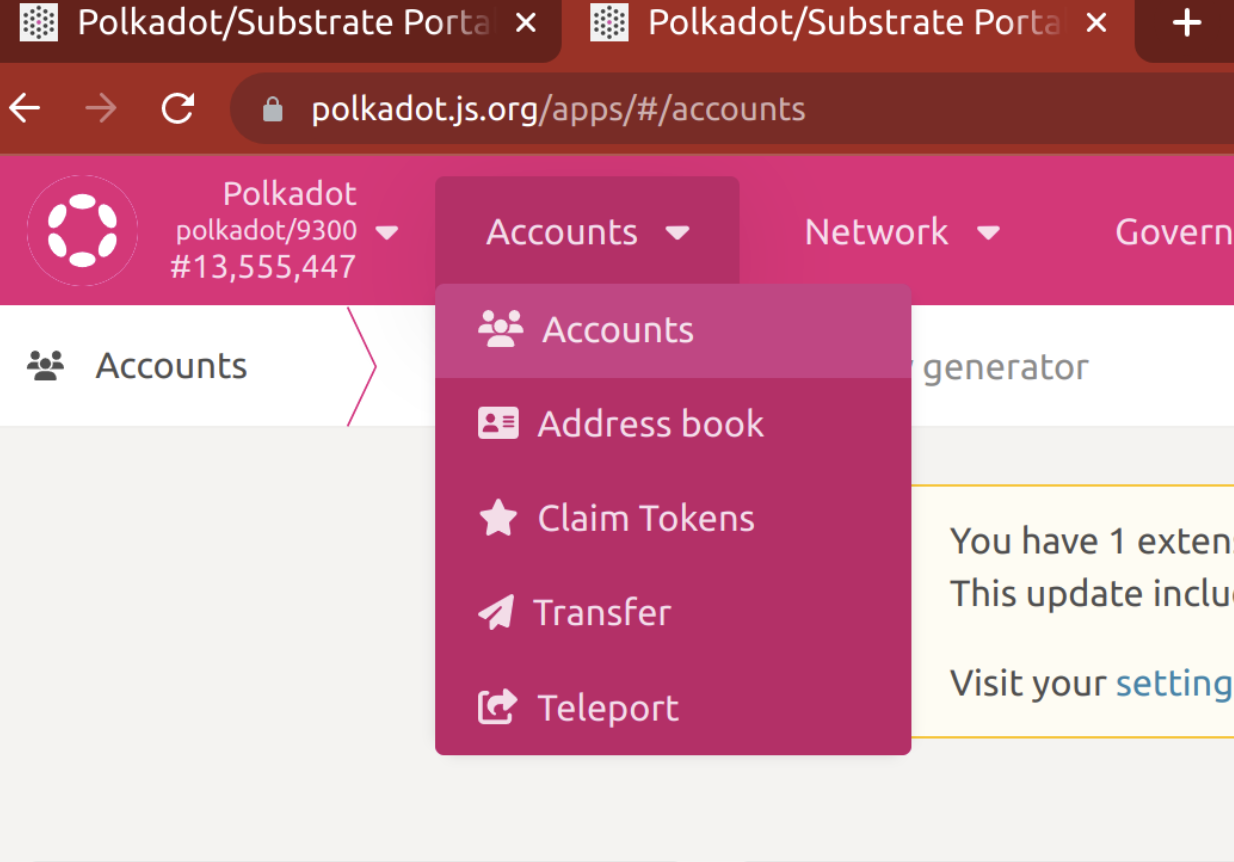 Polkadot/Substrate Porta
Polkadot/Substrate Porta
polkadot.js.org/apps/#/accounts
Polkadot
polkadot/9300
#13,555,447
Accounts
Network
Govern
Accounts
generator
Accounts
Address book
Claim Tokens
Transfer
Teleport
You have 1 extens
This update inclu
Visit your setting